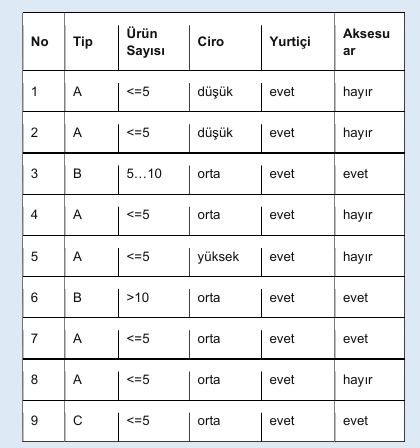 No Tip Ürün Sayısı Ciro Yurtiçi Aksesu ar
1 A <=5 düşük evet hayır
2 A <=5 düşük evet hayır
3 B 5…10 orta evet evet
4 A <=5 orta evet hayır
5 A <=5 yüksek evet hayır
6 B >10 orta evet evet
7 A <=5 orta evet evet
8 A <=5 orta evet hayır
9 C <=5 orta evet evet